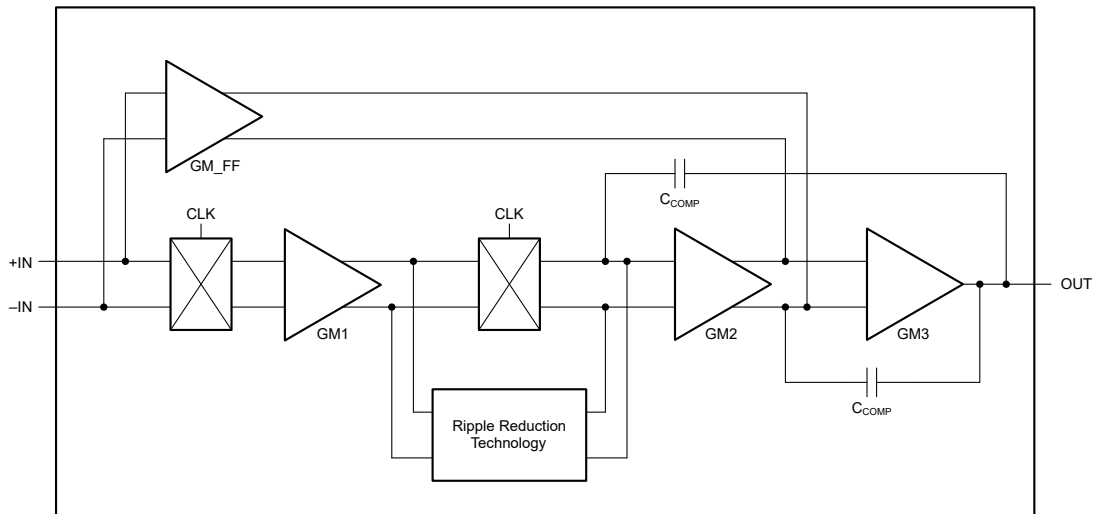 GM_FF
C_COMP
CLK
CLK
+IN
–IN
OUT
GM1
GM2
GM3
C_COMP
Ripple Reduction
Technology